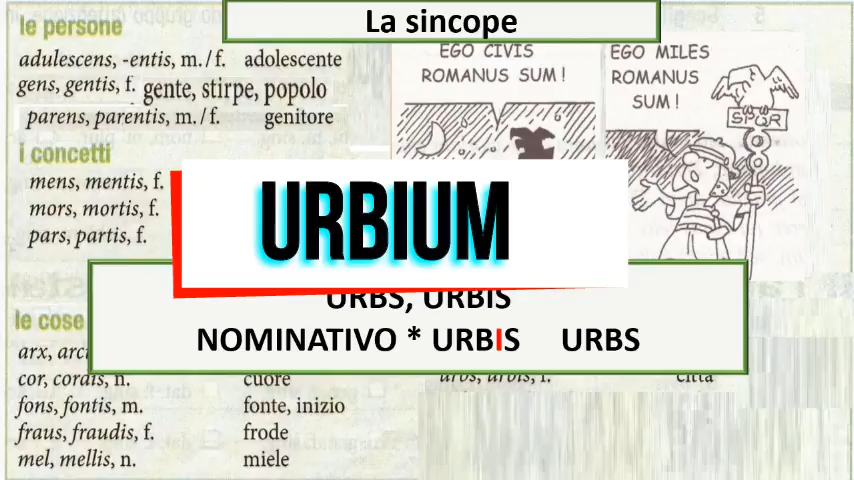 La sincope
le persone
adulescens, -entis, m./f. adolescente
gens, gentis, f. gente, stirpe, popolo
parens, parentis, m./f. genitore
i concetti
mens, mentis, f.
mors, mortis, f.
pars, partis, f.
EGO CIVIS
ROMANUS SUM!
EGO MILES
ROMANUS
SUM!
SPQR
URBIUM
URBS, URBIS
NOMINATIVO * URBIS URBS
le cose
cor, cordis, n. cuore
fons, fontis, m. fonte, inizio
fraus, fraudis, f. frode
mel, mellis, n. miele
città